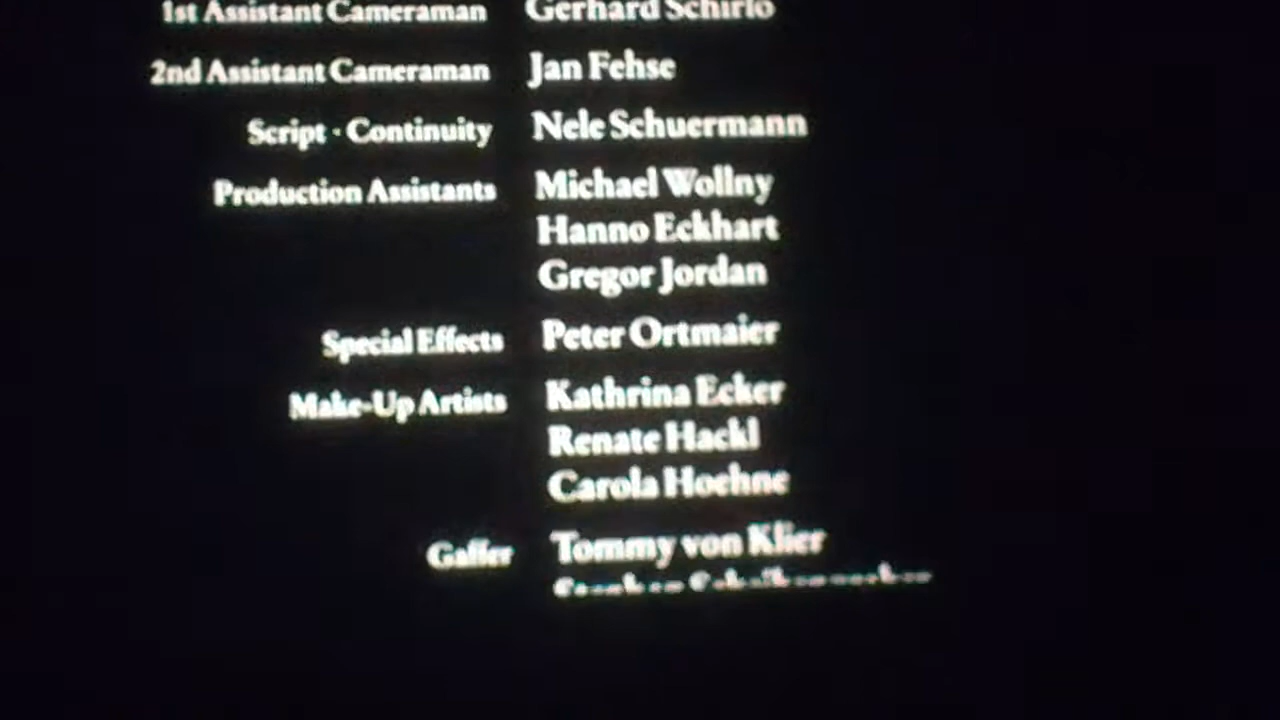 1st Assistant Cameraman Gerhard Schirlo
2nd Assistant Cameraman Jan Fehse
Script · Continuity Nele Schuermann
Production Assistants Michael Wollny
Hanno Eckhart
Gregor Jordan
Special Effects Peter Ortmaier
Make-Up Artists Kathrina Ecker
Renate Hackl
Carola Hoehne
Gaffer Tommy von Klier